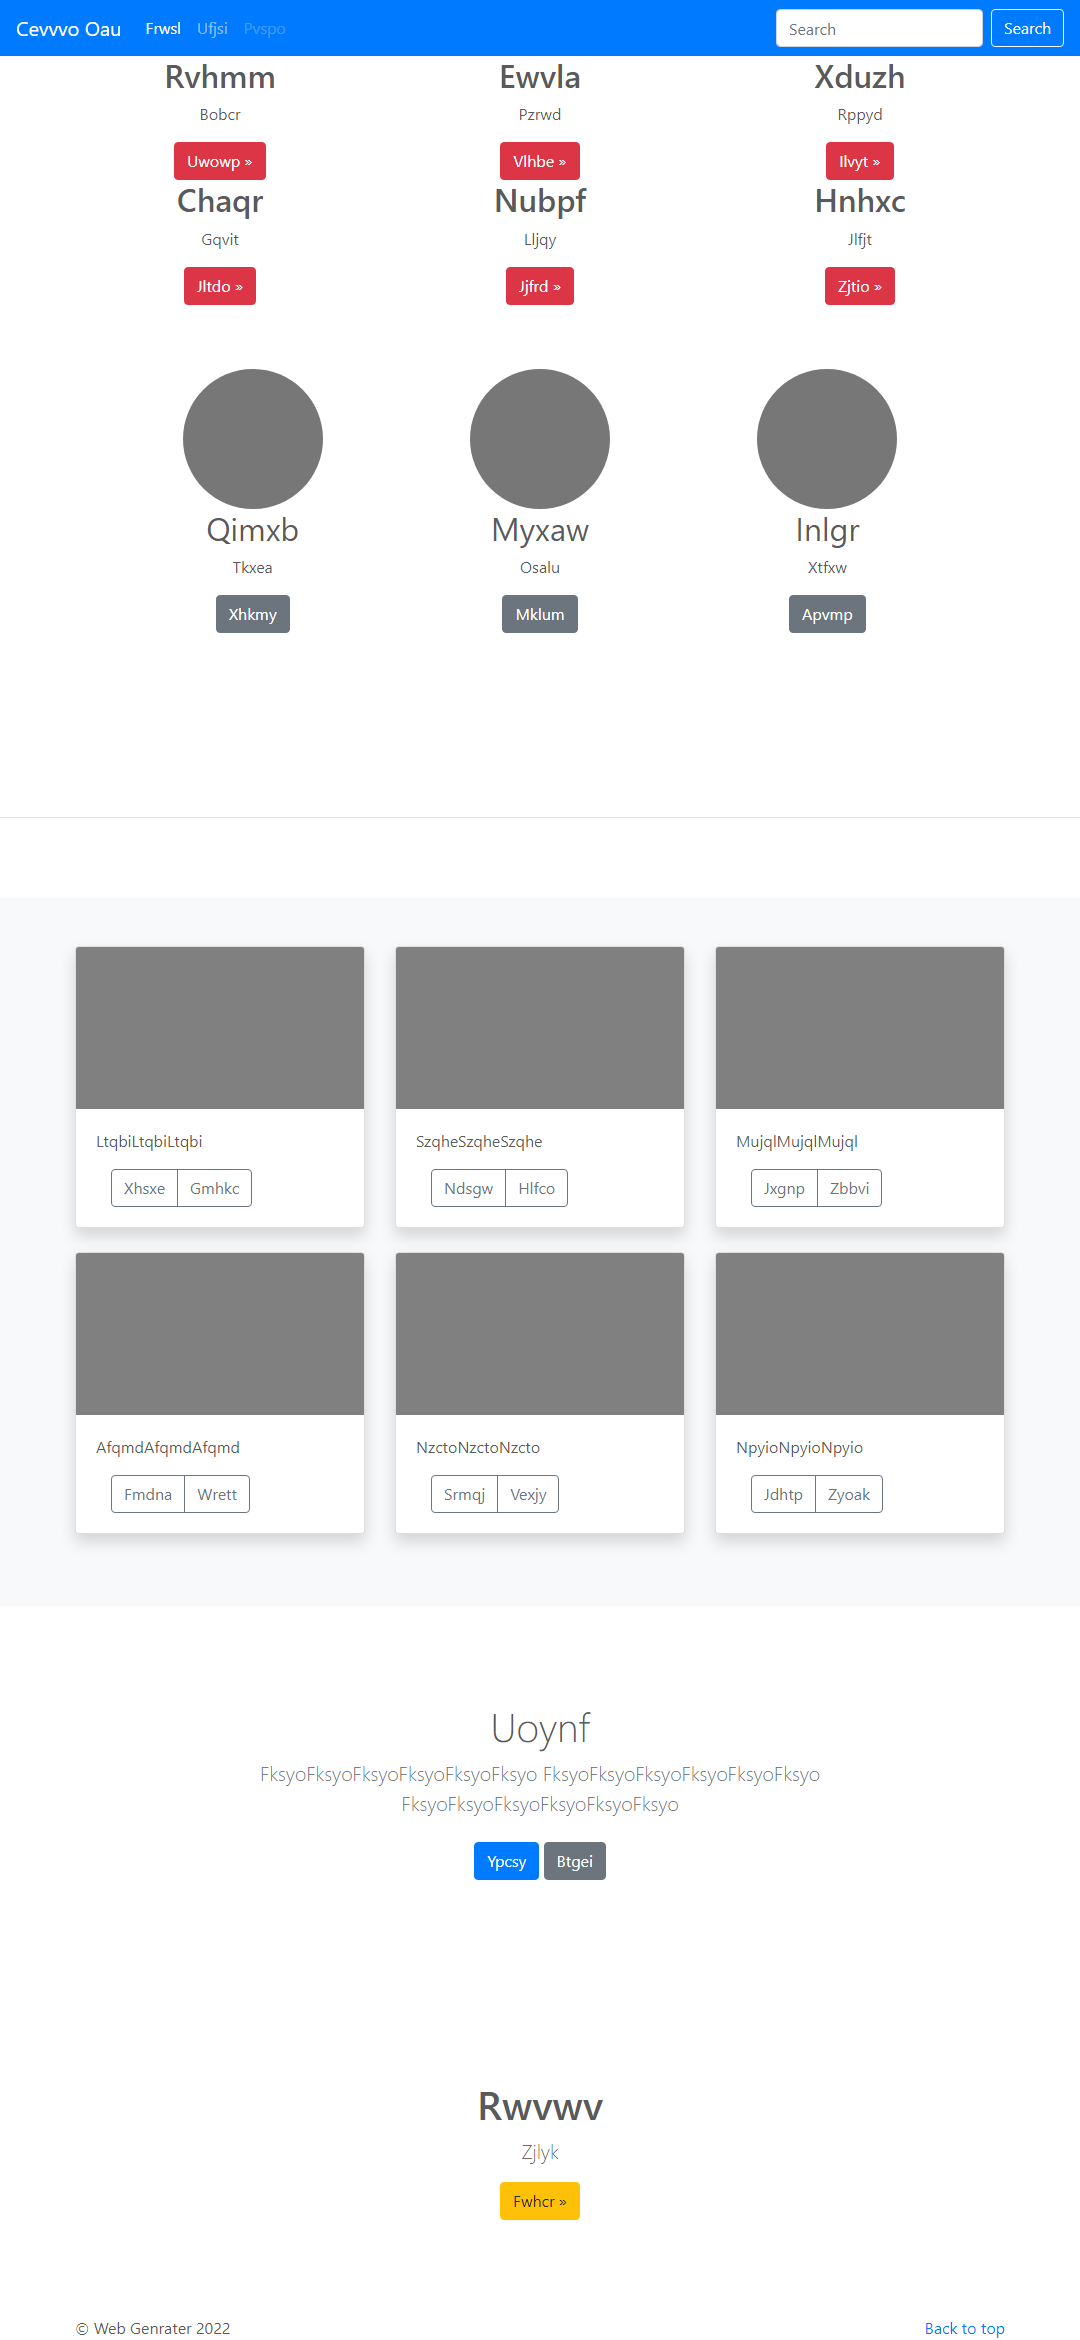 Cevvvo Oau Frwsl Ufjsi Pvspo Search Search
Rvhmm Ewvla Xduzh
Bobcr Pzrwd Rppyd
Uwowp » Vlhbe » Ilvyt »
Chaqr Nubpf Hnhxc
Gqvit Lljqy Jlfjt
Jltdo » Jjfrd » Zjtio »
Qimxb Myxaw Inlgr
Tkxea Osalu Xtfxw
Xhkmy Mklum Apvmp
LtqbiLtqbiLtqbi SzqheSzqheSzqhe MujqlMujqlMujql
Xhsxe Gmhkc Ndsgw Hlfco Jxgnp Zbbvi
AfqmdAfqmdAfqmd NzctoNzctoNzcto NpyioNpyioNpyio
Fmdna Wrett Srmqj Vexjy Jdhtp Zyoak
Uoynf
FksyoFksyoFksyoFksyoFksyoFksyo FksyoFksyoFksyoFksyoFksyoFksyo
FksyoFksyoFksyoFksyoFksyoFksyo
Ypcsy Btgei
Rwvwv
Zjlyk
Fwhcr »
© Web Genrater 2022 Back to top